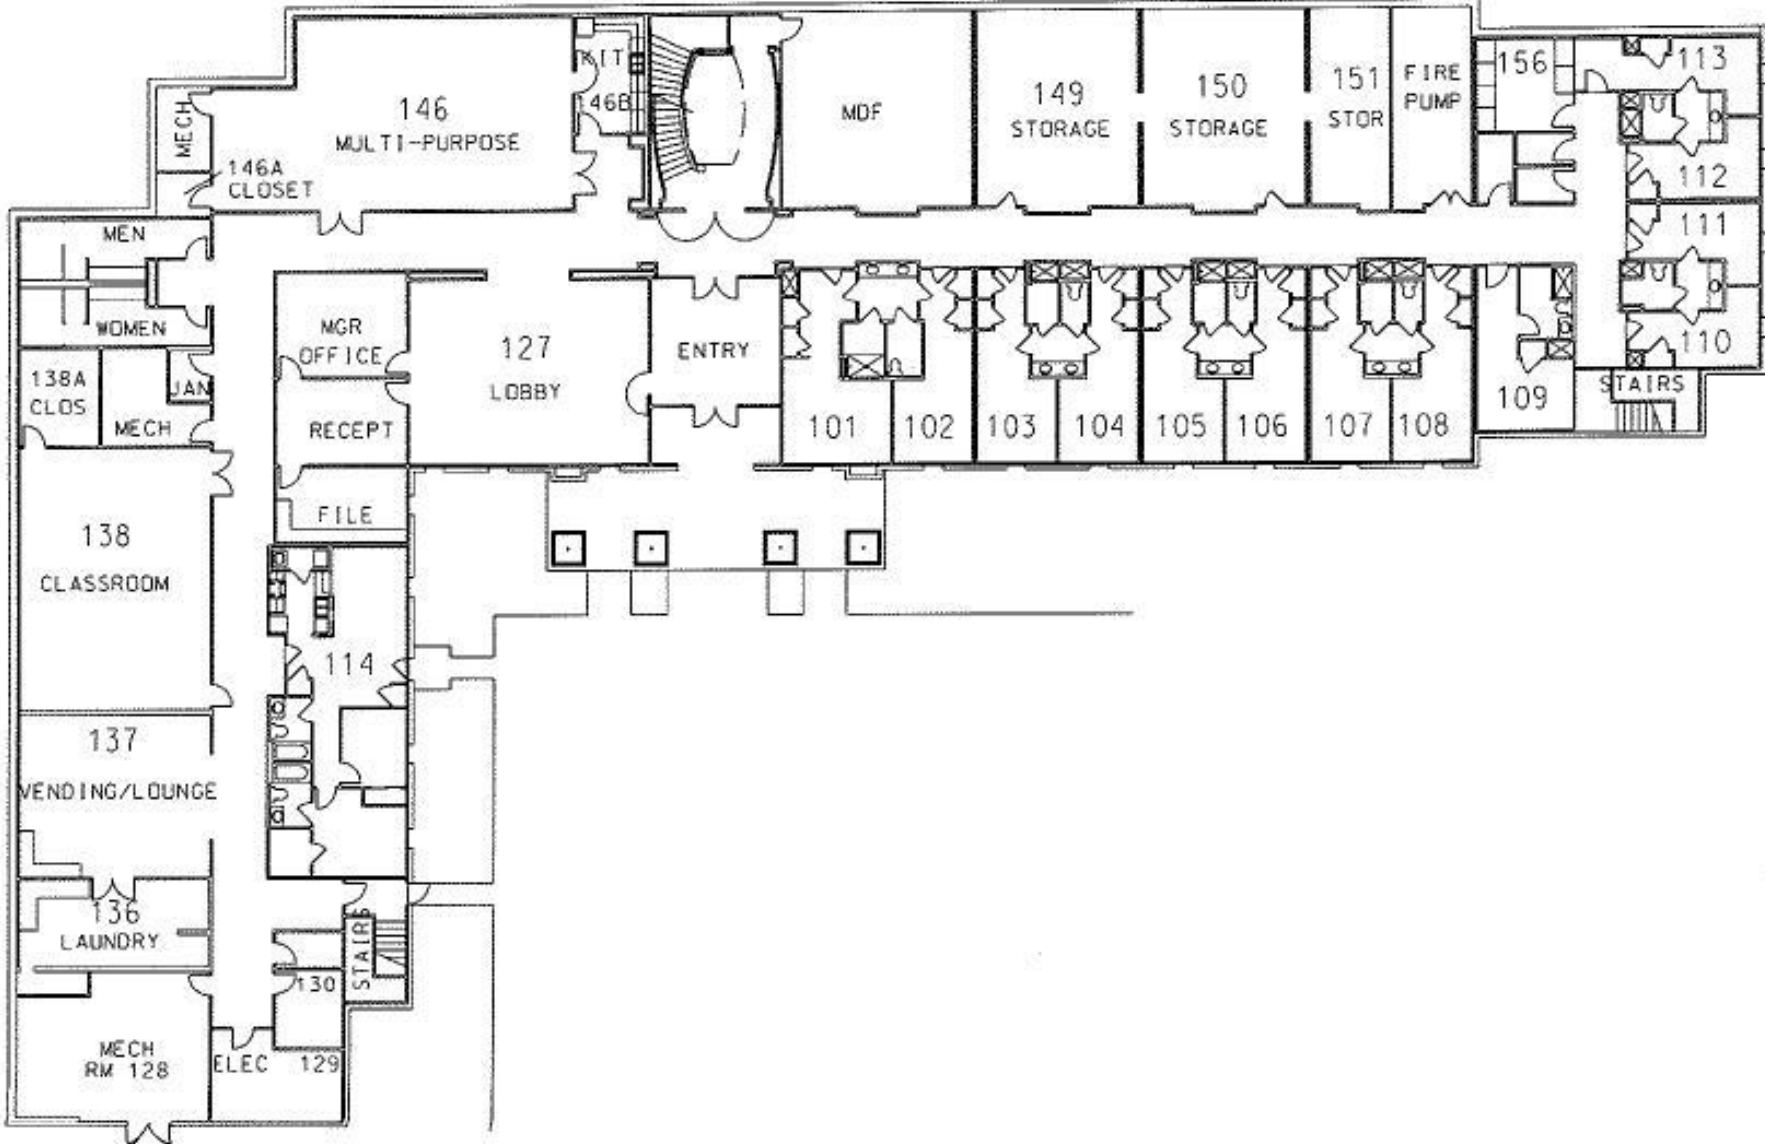 KIT
146B
146
MULTI-PURPOSE
MECH
146A
CLOSET
MDF
149
STORAGE
150
STORAGE
151
STOR
FIRE
PUMP
156
113
112
111
110
MEN
WOMEN
MGR
OFFICE
127
LOBBY
ENTRY
138A
CLOS
JAN
MECH
RECEPT
FILE
101
102
103
104
105
106
107
108
109
STAIRS
138
CLASSROOM
114
137
VENDING/LOUNGE
136
LAUNDRY
STAIRS
130
MECH
RM 128
ELEC
129